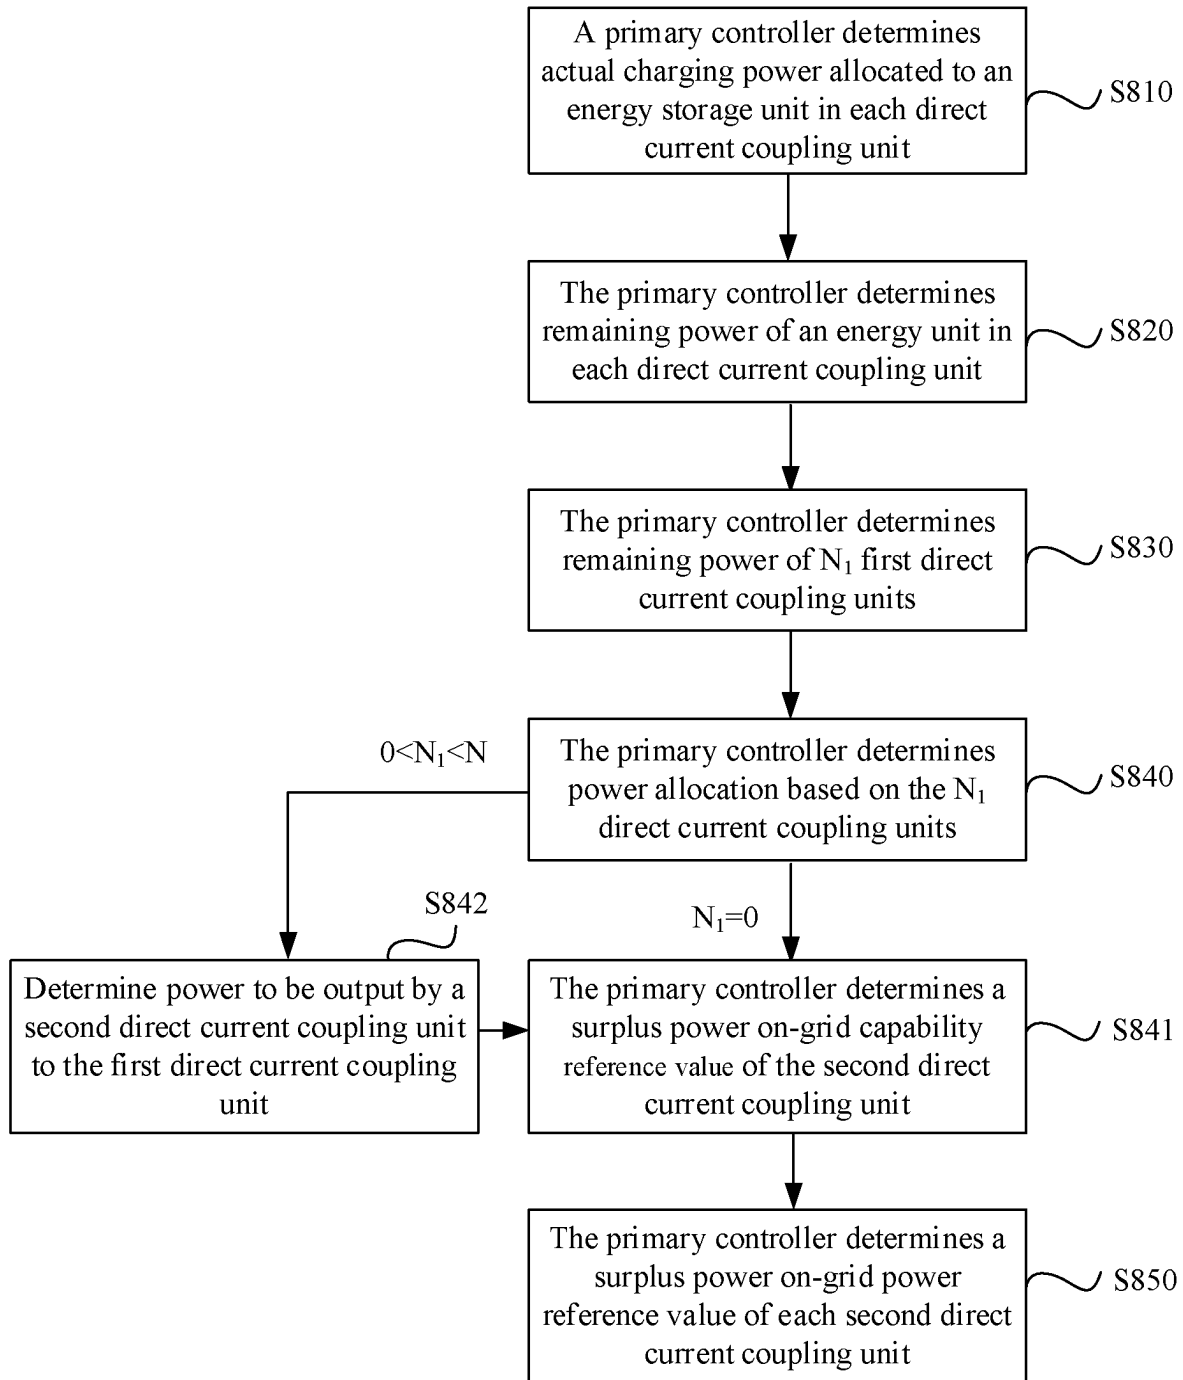 A primary controller determines
actual charging power allocated to an
energy storage unit in each direct
current coupling unit
S810
The primary controller determines
remaining power of an energy unit in
each direct current coupling unit
S820
The primary controller determines
remaining power of N₁ first direct
current coupling units
S830
0<N₁<N
The primary controller determines
power allocation based on the N₁
direct current coupling units
S840
S842
N₁=0
Determine power to be output by a
second direct current coupling unit
to the first direct current coupling
unit
The primary controller determines a
surplus power on-grid capability
reference value of the second direct
current coupling unit
S841
The primary controller determines a
surplus power on-grid power
reference value of each second direct
current coupling unit
S850